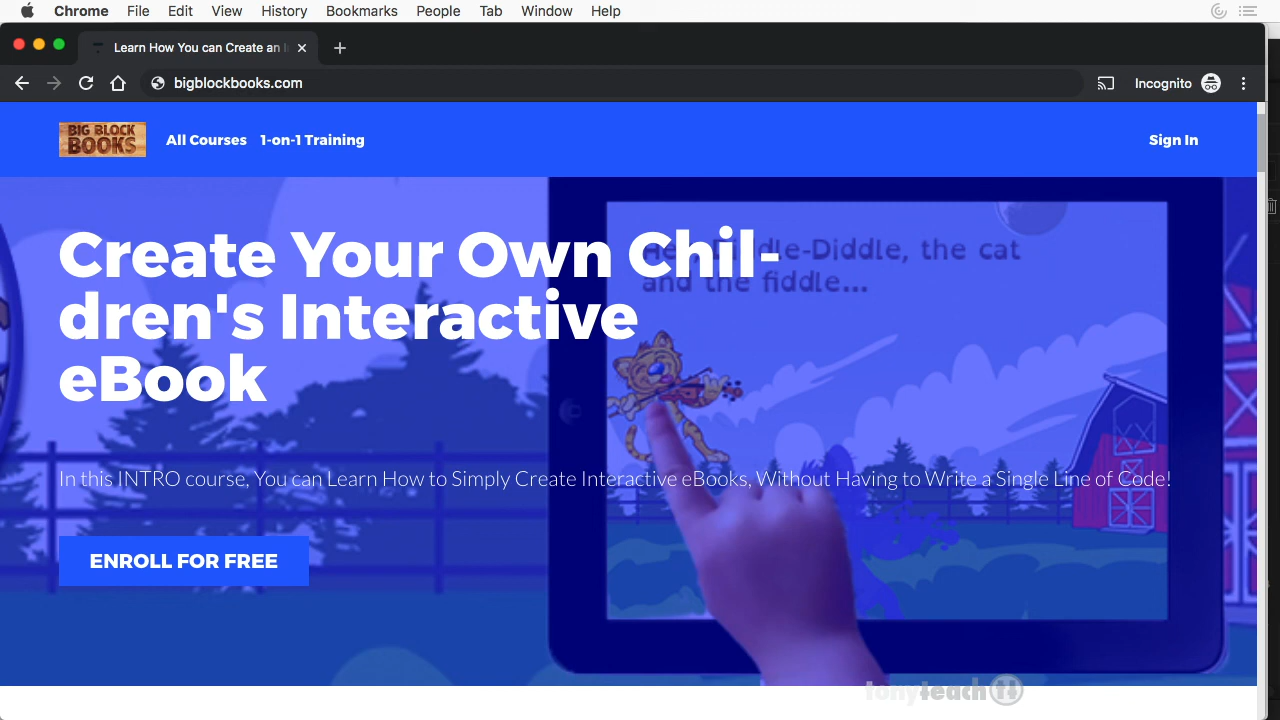 Chrome File Edit View History Bookmarks People Tab Window Help
Learn How You can Create an I
bigblockbooks.com
Incognito
BIG BLOCK
BOOKS
All Courses 1-on-1 Training
Sign In
Create Your Own Chil-
dren's Interactive
eBook
Hey, Diddle-Diddle, the cat
and the fiddle...
In this INTRO course, You can Learn How to Simply Create Interactive eBooks, Without Having to Write a Single Line of Code!
ENROLL FOR FREE
tonyteach tt